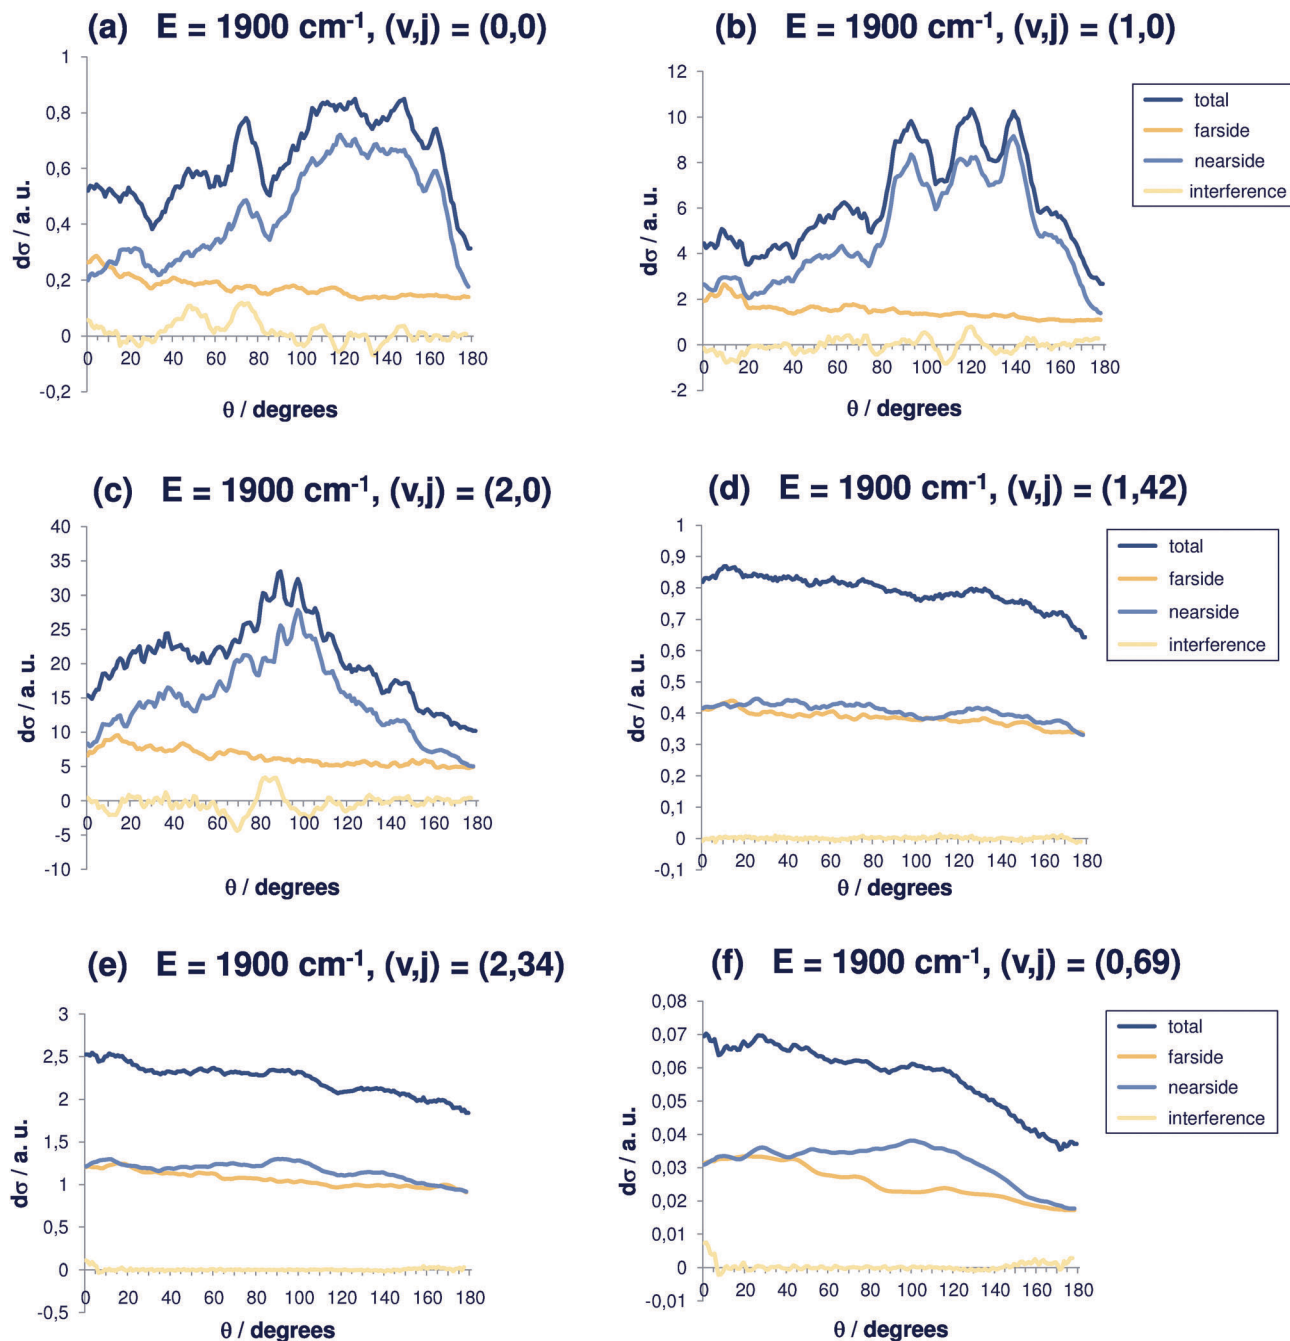 (a) E = 1900 cm-1, (v,j) = (0,0)
1
0,8
0,6
0,4
0,2
0
-0,2
dσ / a. u.
0 20 40 60 80 100 120 140 160 180
θ / degrees
(b) E = 1900 cm-1, (v,j) = (1,0)
12
10
8
6
4
2
0
-2
dσ / a. u.
0 20 40 60 80 100 120 140 160 180
θ / degrees
total
farside
nearside
interference
(c) E = 1900 cm-1, (v,j) = (2,0)
40
35
30
25
20
15
10
5
0
-5
-10
dσ / a. u.
0 20 40 60 80 100 120 140 160 180
θ / degrees
(d) E = 1900 cm-1, (v,j) = (1,42)
1
0,9
0,8
0,7
0,6
0,5
0,4
0,3
0,2
0,1
0
-0,1
dσ / a. u.
0 20 40 60 80 100 120 140 160 180
θ / degrees
total
farside
nearside
interference
(e) E = 1900 cm-1, (v,j) = (2,34)
3
2,5
2
1,5
1
0,5
0
-0,5
dσ / a. u.
0 20 40 60 80 100 120 140 160 180
θ / degrees
(f) E = 1900 cm-1, (v,j) = (0,69)
0,08
0,07
0,06
0,05
0,04
0,03
0,02
0,01
0
-0,01
dσ / a. u.
0 20 40 60 80 100 120 140 160 180
θ / degrees
total
farside
nearside
interference